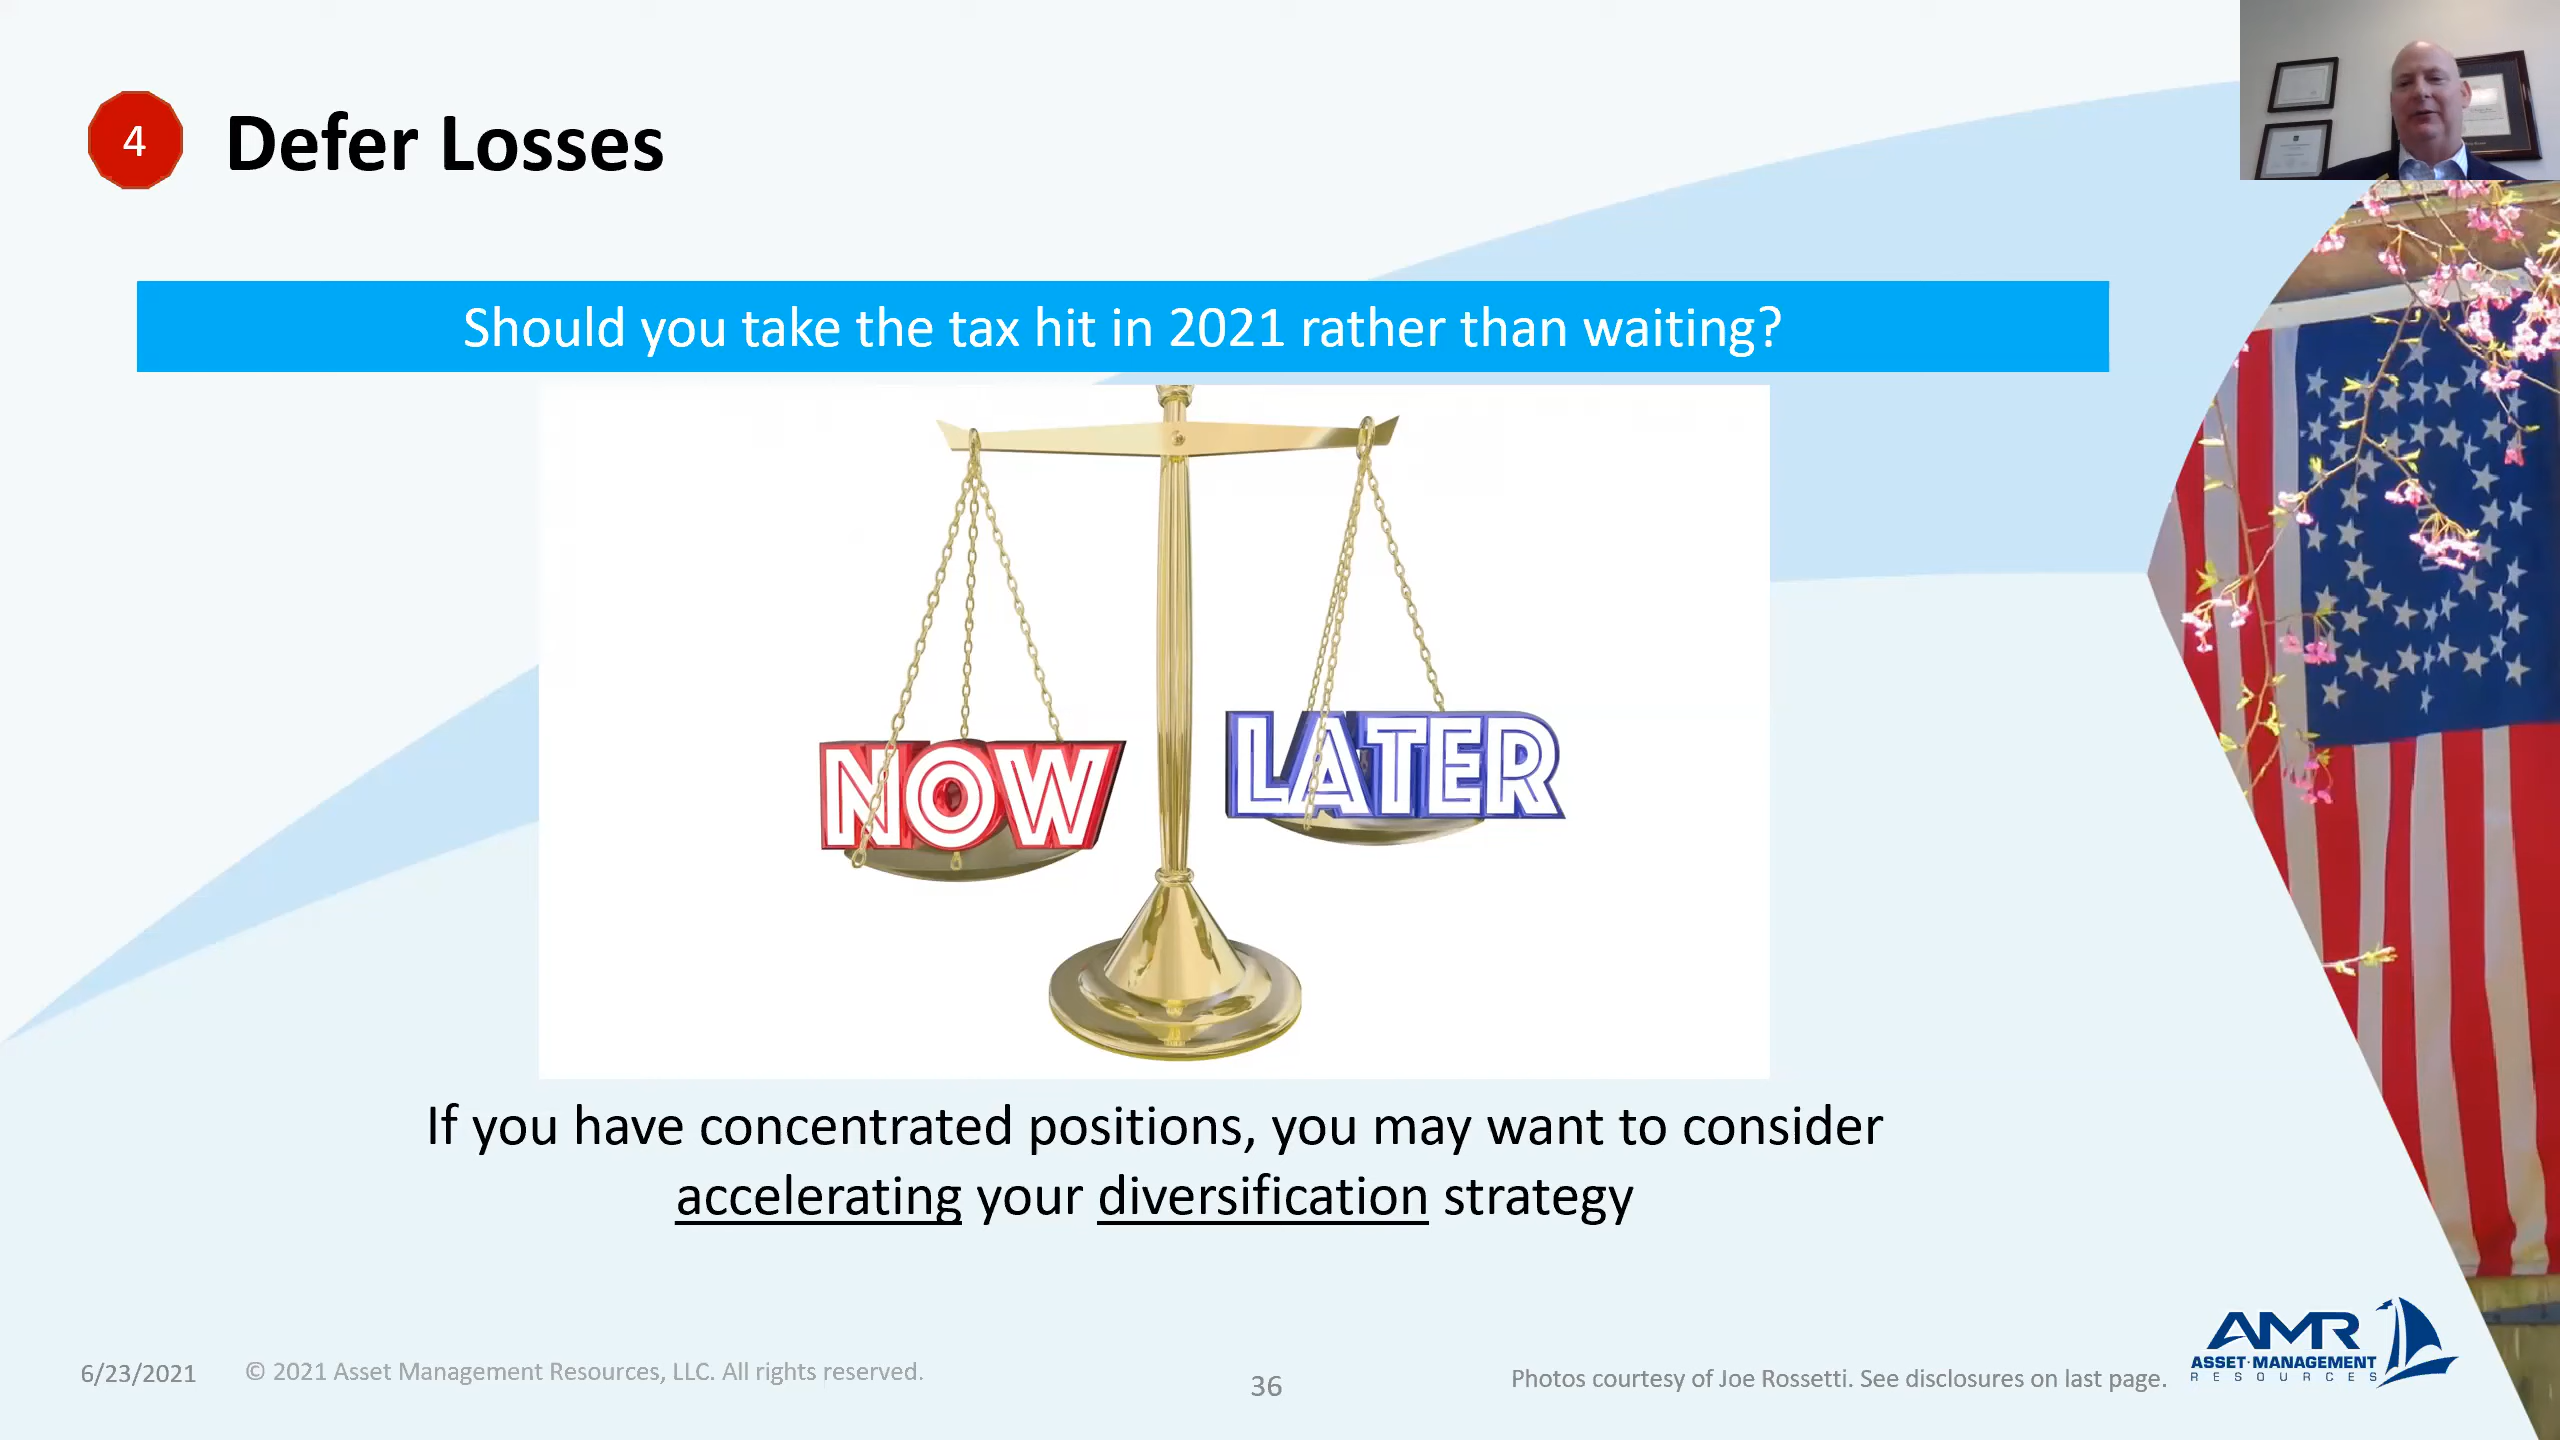 4
Defer Losses
Should you take the tax hit in 2021 rather than waiting?
NOW
LATER
If you have concentrated positions, you may want to consider
accelerating your diversification strategy
6/23/2021
© 2021 Asset Management Resources, LLC. All rights reserved.
36
Photos courtesy of Joe Rossetti. See disclosures on last page.
AMR
ASSET·MANAGEMENT
RESOURCES